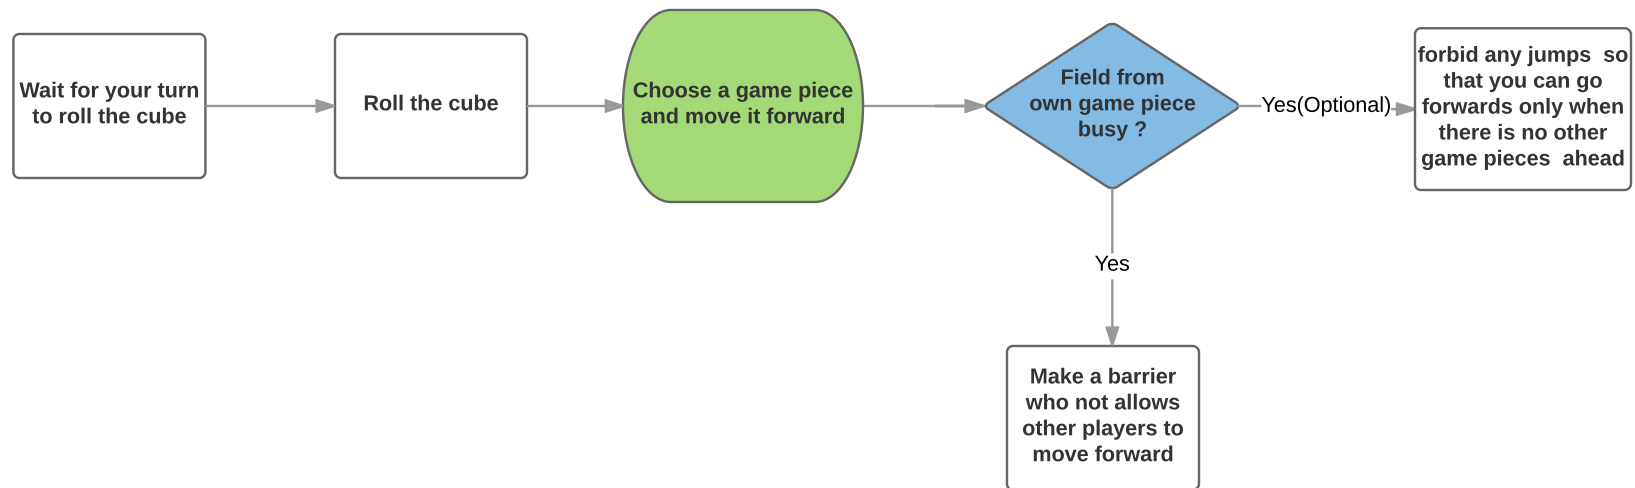 Wait for your turn
to roll the cube
Roll the cube
Choose a game piece
and move it forward
Field from
own game piece
busy ?
Yes(Optional)
forbid any jumps  so
that you can go
forwards only when
there is no other
game pieces  ahead
Yes
Make a barrier
who not allows
other players to
move forward